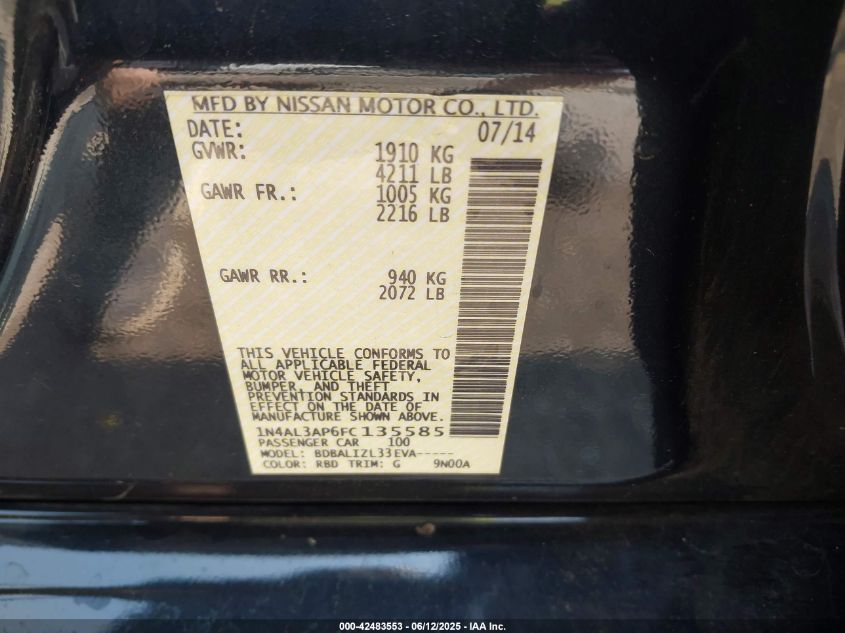 MFD BY NISSAN MOTOR CO., LTD.
DATE: 07/14
GVWR: 1910 KG
4211 LB
GAWR FR.: 1005 KG
2216 LB
GAWR RR.: 940 KG
2072 LB
THIS VEHICLE CONFORMS TO
ALL APPLICABLE FEDERAL
MOTOR VEHICLE SAFETY,
BUMPER, AND THEFT
PREVENTION STANDARDS IN
EFFECT ON THE DATE OF
MANUFACTURE SHOWN ABOVE.
1N4AL3AP6FC135585
PASSENGER CAR 100
MODEL: BDBALIZL33EVA-----
COLOR: RBD TRIM: G 9N00A
000-42483553 - 06/12/2025 - IAA Inc.